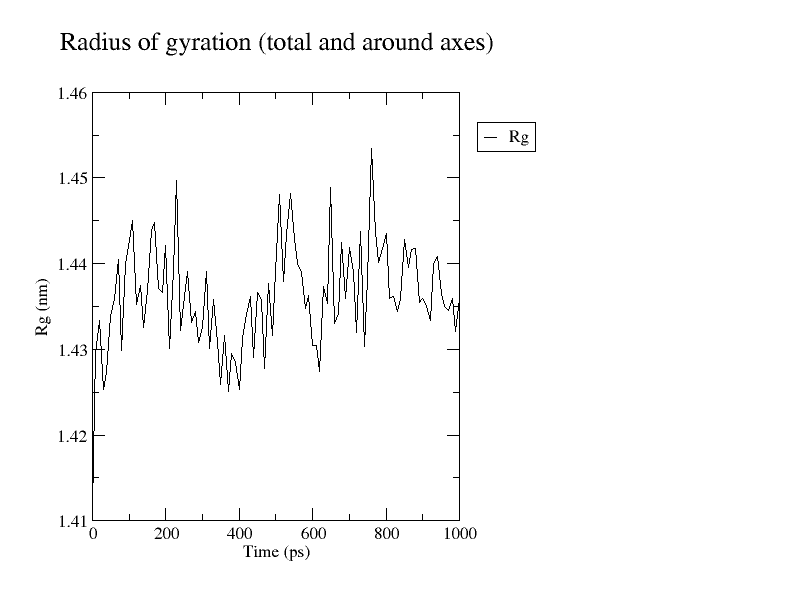 Radius of gyration (total and around axes)
1.46
1.45
1.44
1.43
1.42
1.41
Rg (nm)
0 200 400 600 800 1000
Time (ps)
Rg